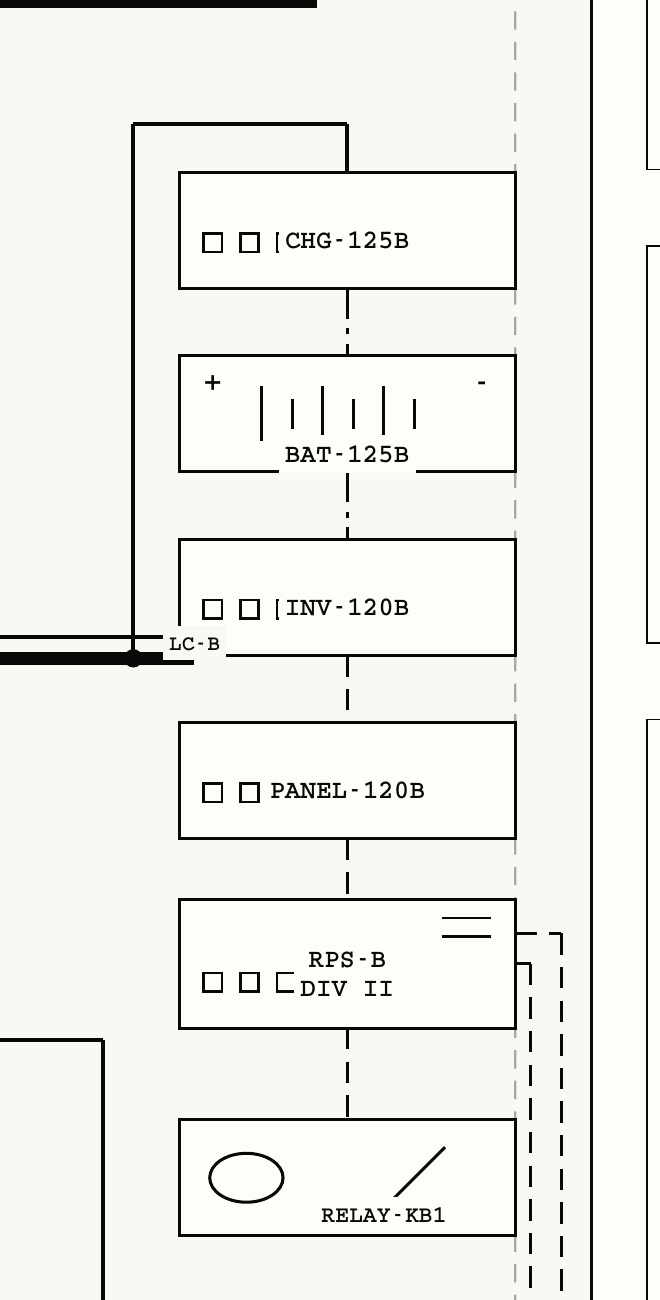 CHG-125B
+ -
BAT-125B
INV-120B
LC-B
PANEL-120B
RPS-B
DIV II
RELAY-KB1